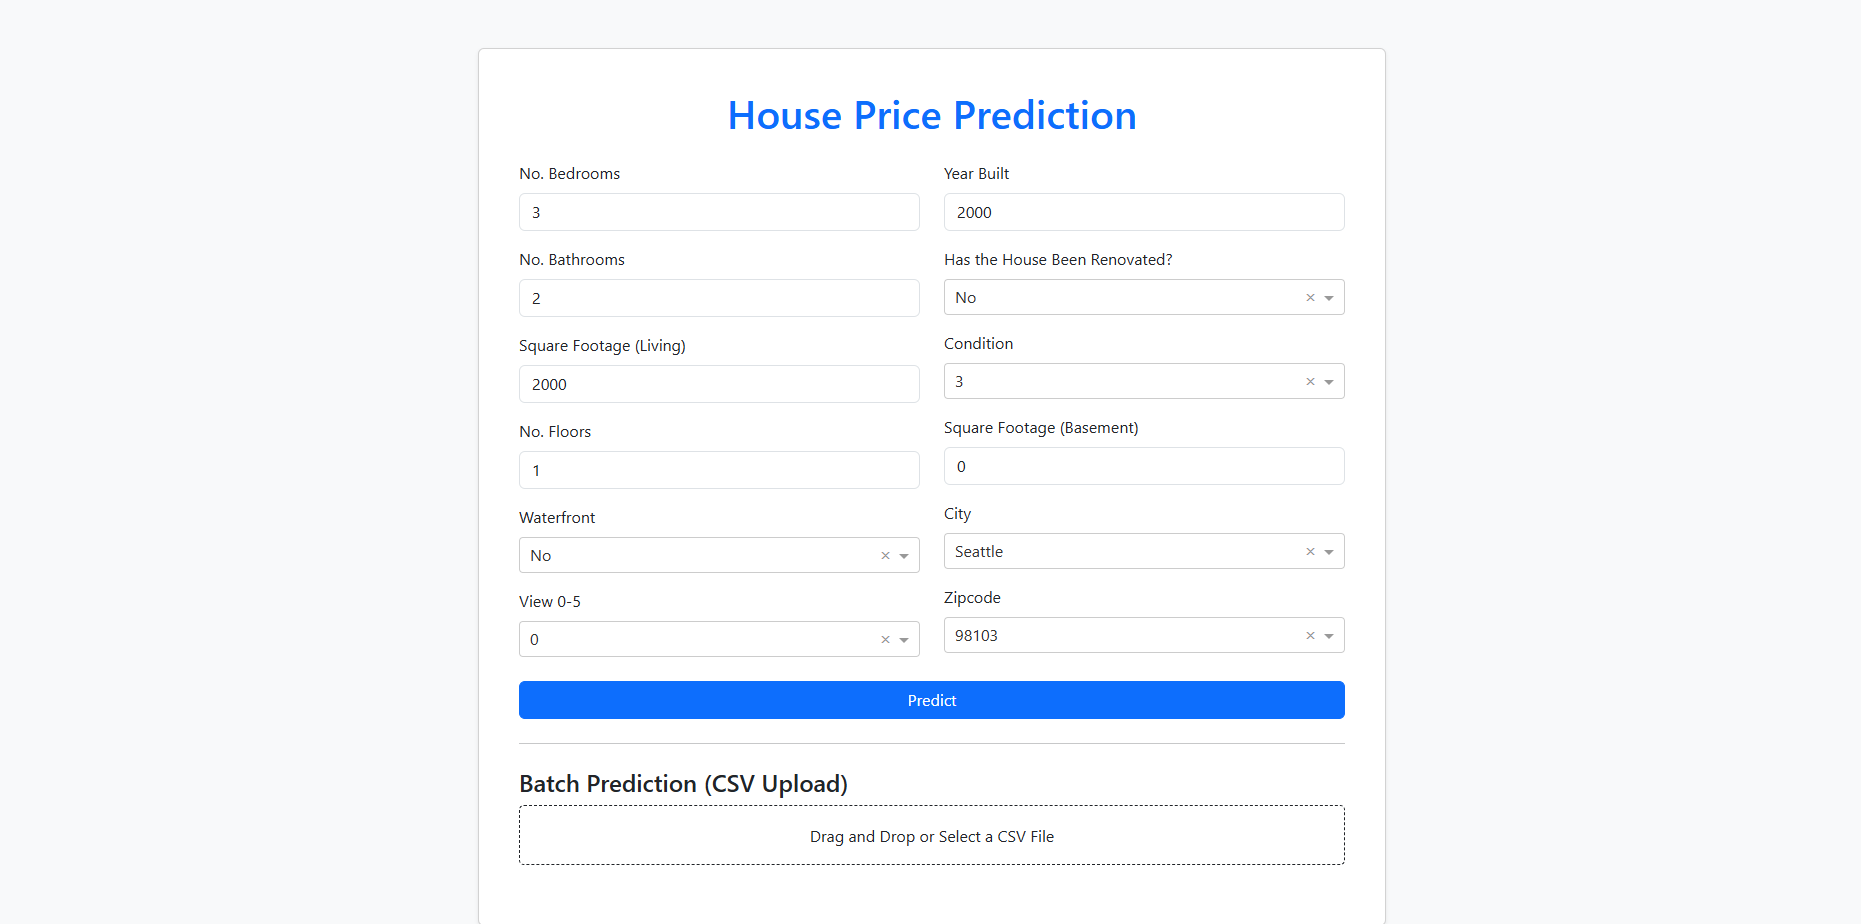 House Price Prediction
No. Bedrooms
3
No. Bathrooms
2
Square Footage (Living)
2000
No. Floors
1
Waterfront
No
View 0-5
0
Year Built
2000
Has the House Been Renovated?
No
Condition
3
Square Footage (Basement)
0
City
Seattle
Zipcode
98103
Predict
Batch Prediction (CSV Upload)
Drag and Drop or Select a CSV File